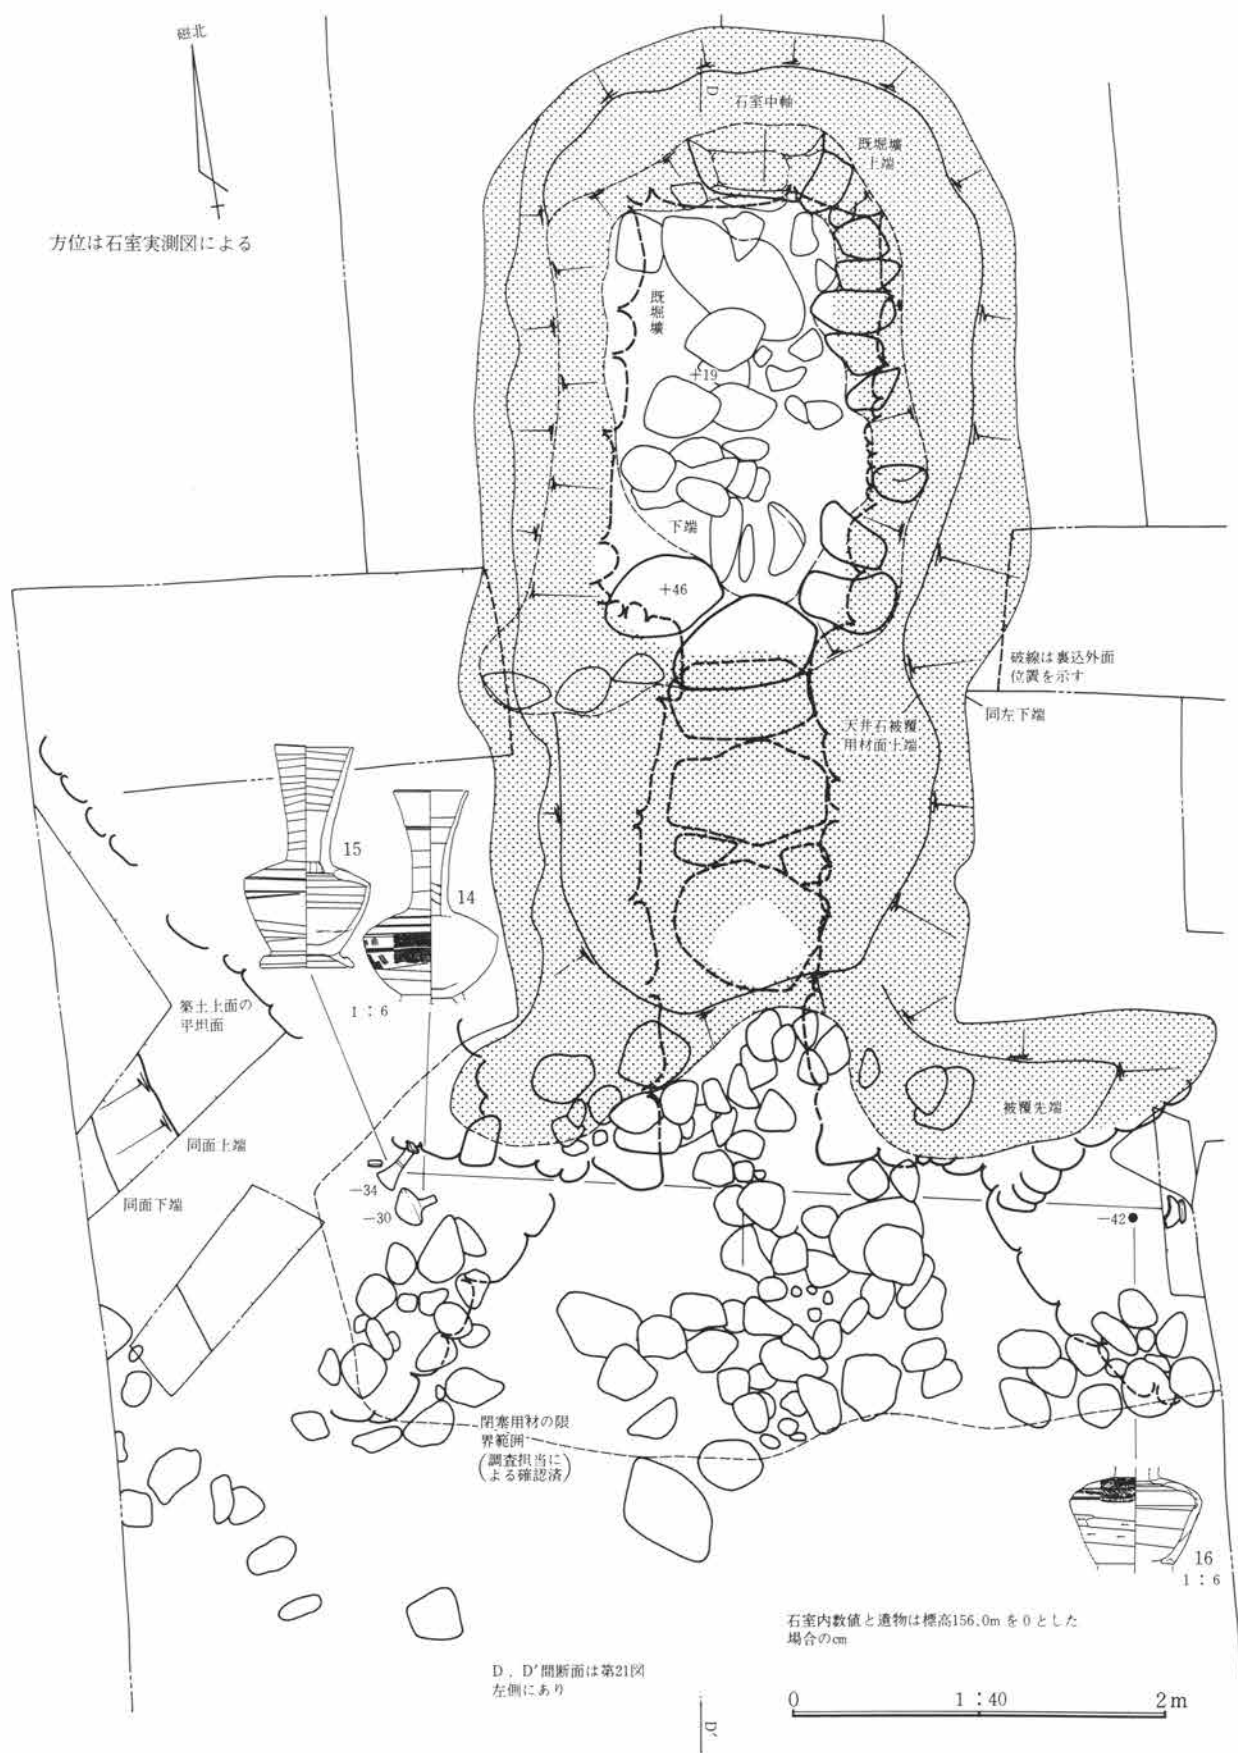 磁北
方位は石室実測図による
D
石室中軸
既堀壙
上端
既堀壙
+19
下端
+46
破線は裏込外面
位置を示す
同左下端
天井石被覆
用材面上端
15
14
1:6
築土上面の
平坦面
同面上端
同面下端
被覆先端
-34
-30
-42
閉塞用材の限
界範囲
(調査担当に
よる確認済)
16
1:6
石室内数値と遺物は標高156.0mを0とした
場合のcm
D.D′間断面は第21図
左側にあり
0 1:40 2m
D′